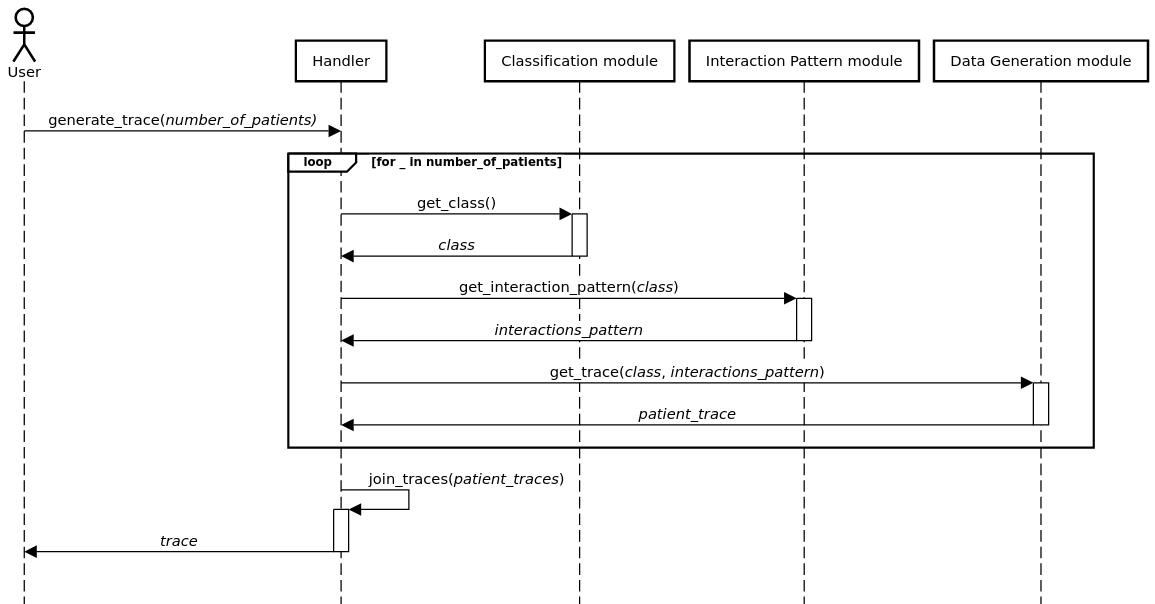 User
Handler
Classification module
Interaction Pattern module
Data Generation module
generate_trace(number_of_patients)
loop
[for _ in number_of_patients]
get_class()
class
get_interaction_pattern(class)
interactions_pattern
get_trace(class, interactions_pattern)
patient_trace
join_traces(patient_traces)
trace